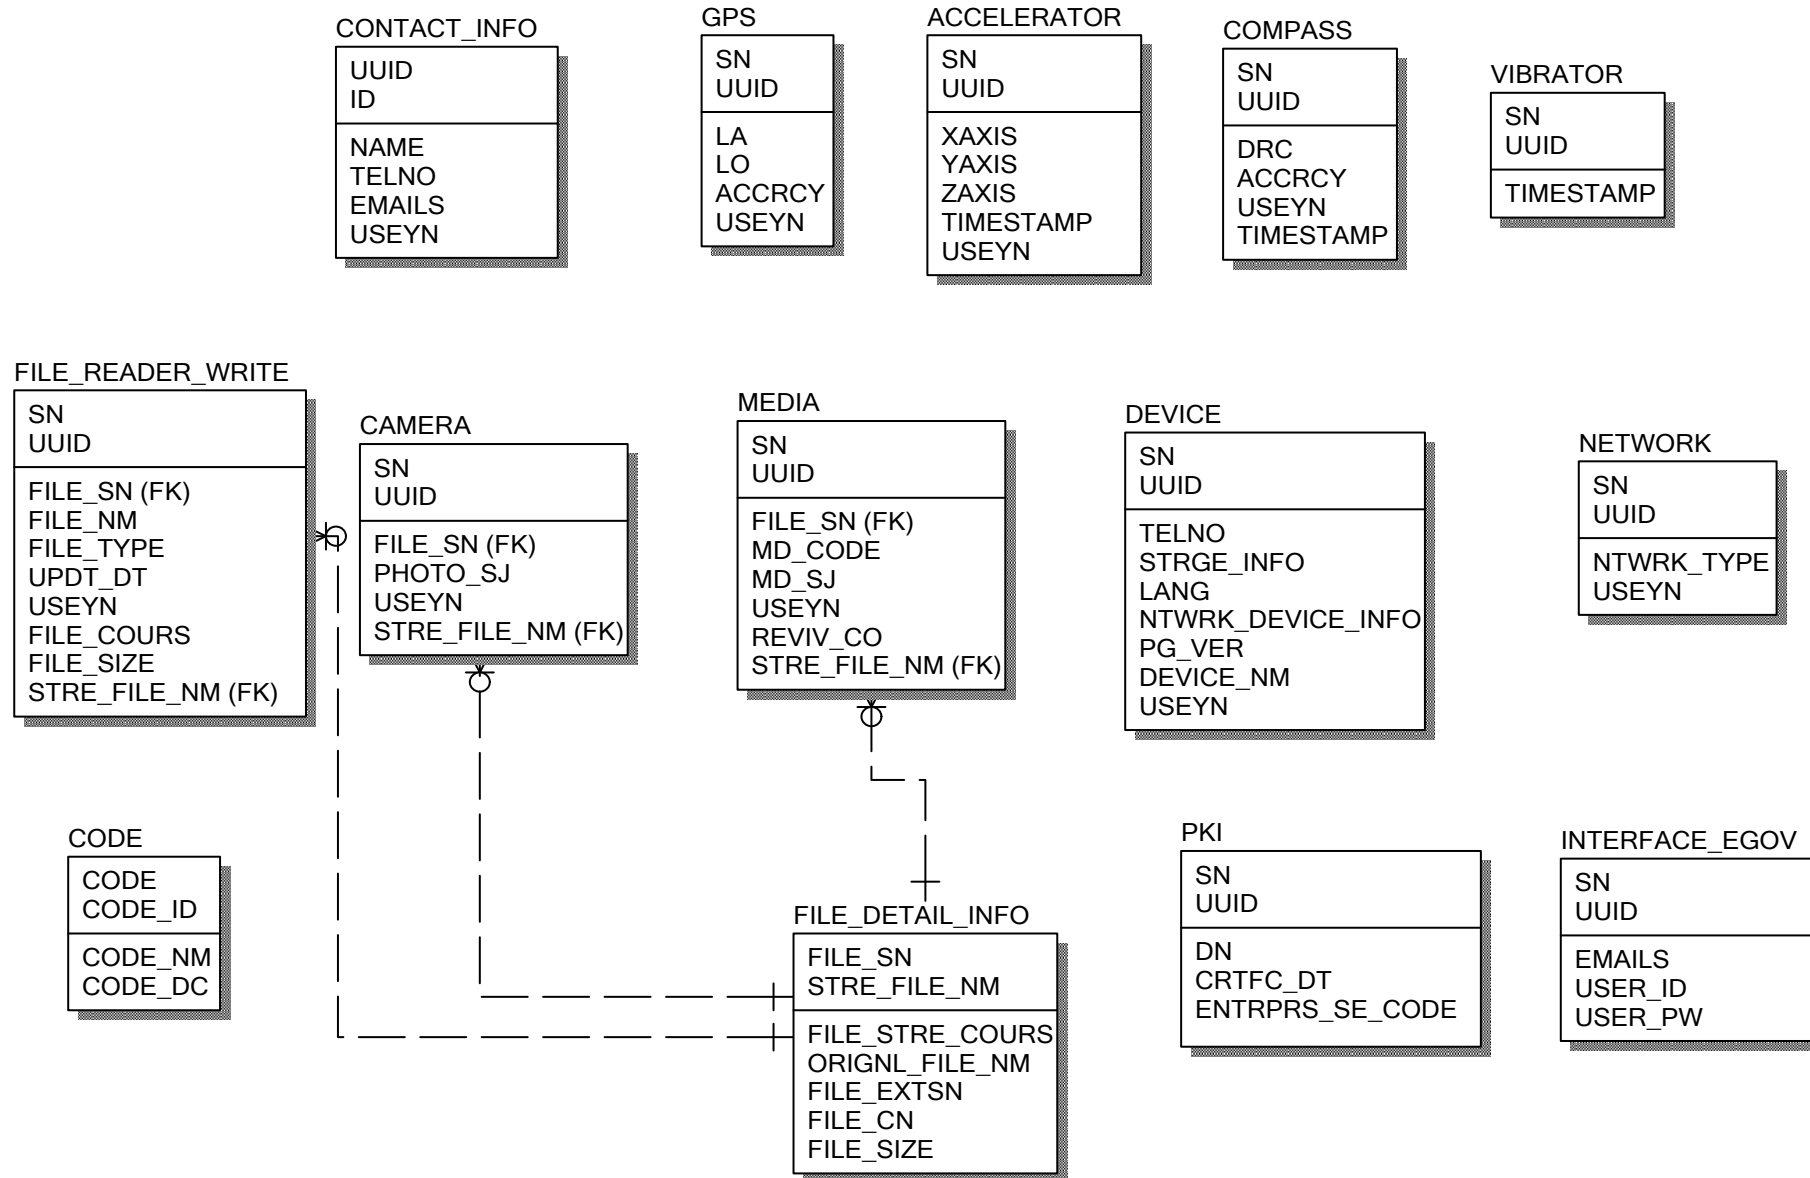 CONTACT_INFO
UUID
ID
NAME
TELNO
EMAILS
USEYN
GPS
SN
UUID
LA
LO
ACCRCY
USEYN
ACCELERATOR
SN
UUID
XAXIS
YAXIS
ZAXIS
TIMESTAMP
USEYN
COMPASS
SN
UUID
DRC
ACCRCY
USEYN
TIMESTAMP
VIBRATOR
SN
UUID
TIMESTAMP
FILE_READER_WRITE
SN
UUID
FILE_SN (FK)
FILE_NM
FILE_TYPE
UPDT_DT
USEYN
FILE_COURS
FILE_SIZE
STRE_FILE_NM (FK)
CAMERA
SN
UUID
FILE_SN (FK)
PHOTO_SJ
USEYN
STRE_FILE_NM (FK)
MEDIA
SN
UUID
FILE_SN (FK)
MD_CODE
MD_SJ
USEYN
REVIV_CO
STRE_FILE_NM (FK)
DEVICE
SN
UUID
TELNO
STRGE_INFO
LANG
NTWRK_DEVICE_INFO
PG_VER
DEVICE_NM
USEYN
NETWORK
SN
UUID
NTWRK_TYPE
USEYN
CODE
CODE
CODE_ID
CODE_NM
CODE_DC
FILE_DETAIL_INFO
FILE_SN
STRE_FILE_NM
FILE_STRE_COURS
ORIGNL_FILE_NM
FILE_EXTSN
FILE_CN
FILE_SIZE
PKI
SN
UUID
DN
CRTFC_DT
ENTRPRS_SE_CODE
INTERFACE_EGOV
SN
UUID
EMAILS
USER_ID
USER_PW